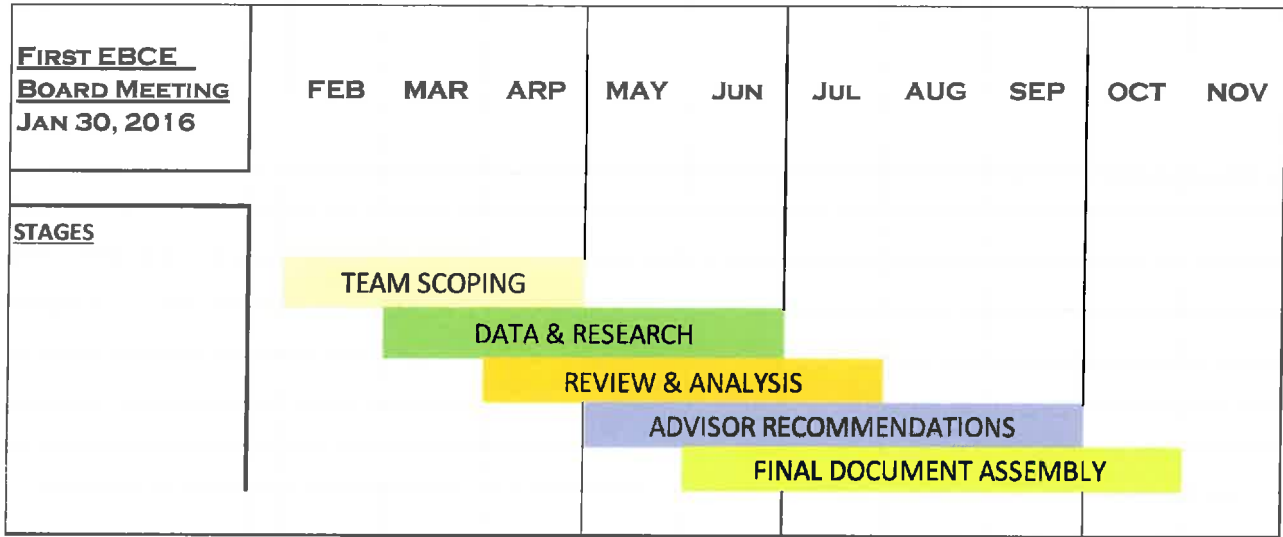 FIRST EBCE
BOARD MEETING
JAN 30, 2016
FEB MAR ARP MAY JUN JUL AUG SEP OCT NOV
STAGES
TEAM SCOPING
DATA & RESEARCH
REVIEW & ANALYSIS
ADVISOR RECOMMENDATIONS
FINAL DOCUMENT ASSEMBLY